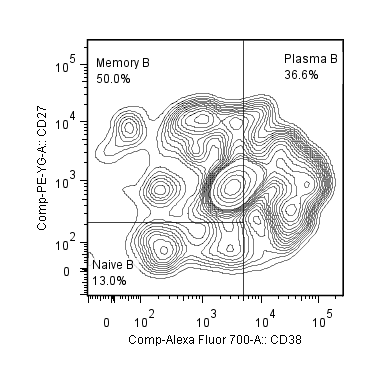 Memory B
50.0%
Plasma B
36.6%
Naive B
13.0%
Comp-PE-YG-A:: CD27
10^5
10^4
10^3
10^2
0
0 10^2 10^3 10^4 10^5
Comp-Alexa Fluor 700-A:: CD38